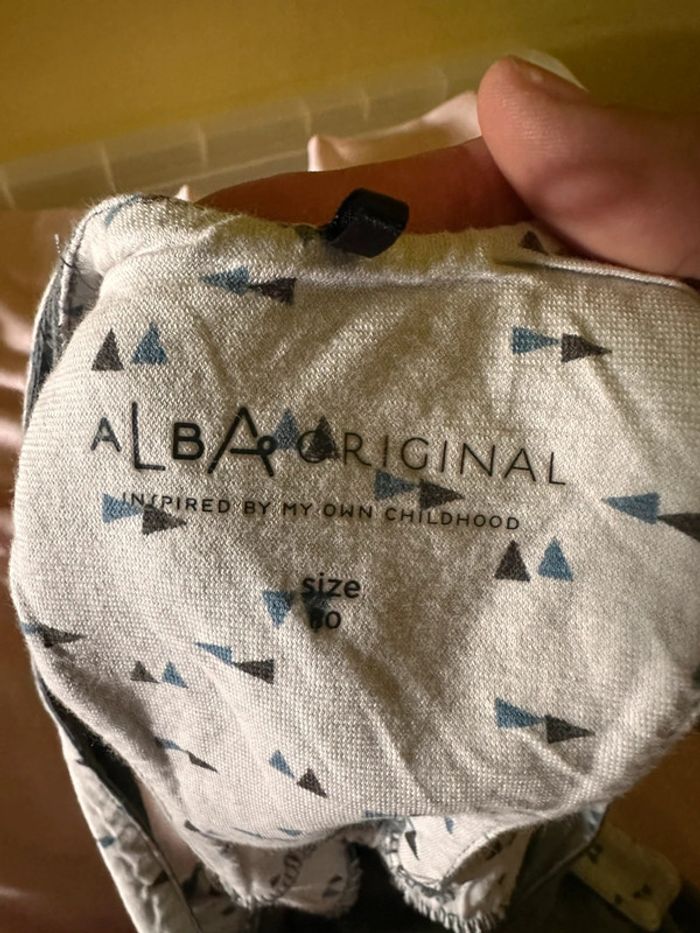 ALBA ORIGINAL
INSPIRED BY MY OWN CHILDHOOD
size